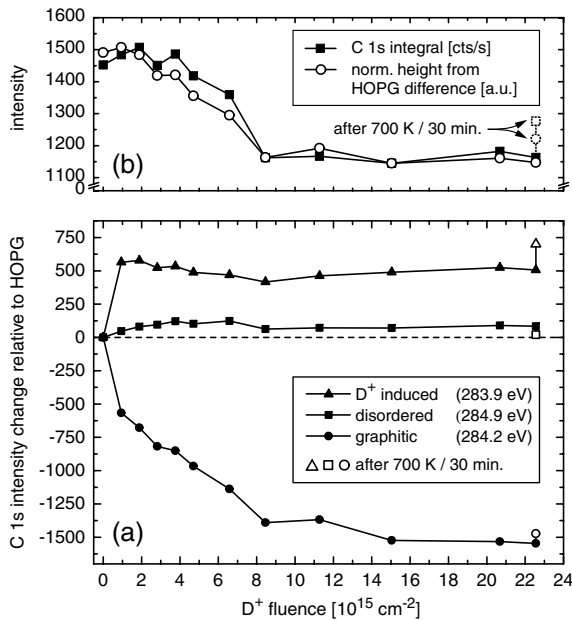 1600
1500
1400
1300
1200
1100
0
intensity
C 1s integral [cts/s]
norm. height from
HOPG difference [a.u.]
after 700 K / 30 min.
(b)
750
500
250
0
-250
-500
-750
-1000
-1250
-1500
C 1s intensity change relative to HOPG
D+ induced (283.9 eV)
disordered (284.9 eV)
graphitic (284.2 eV)
after 700 K / 30 min.
(a)
0 2 4 6 8 10 12 14 16 18 20 22 24
D+ fluence [10^15 cm^-2]